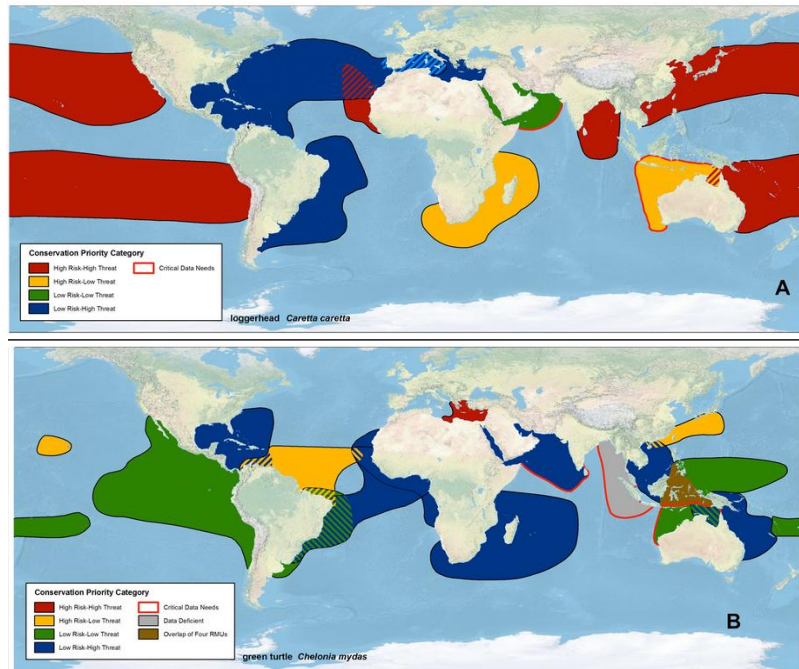 Conservation Priority Category
High Risk-High Threat
Critical Data Needs
High Risk-Low Threat
Low Risk-Low Threat
Low Risk-High Threat
A
loggerhead Caretta caretta
Conservation Priority Category
High Risk-High Threat
Critical Data Needs
High Risk-Low Threat
Data Deficient
Low Risk-Low Threat
Overlap of Four RMUs
Low Risk-High Threat
B
green turtle Chelonia mydas